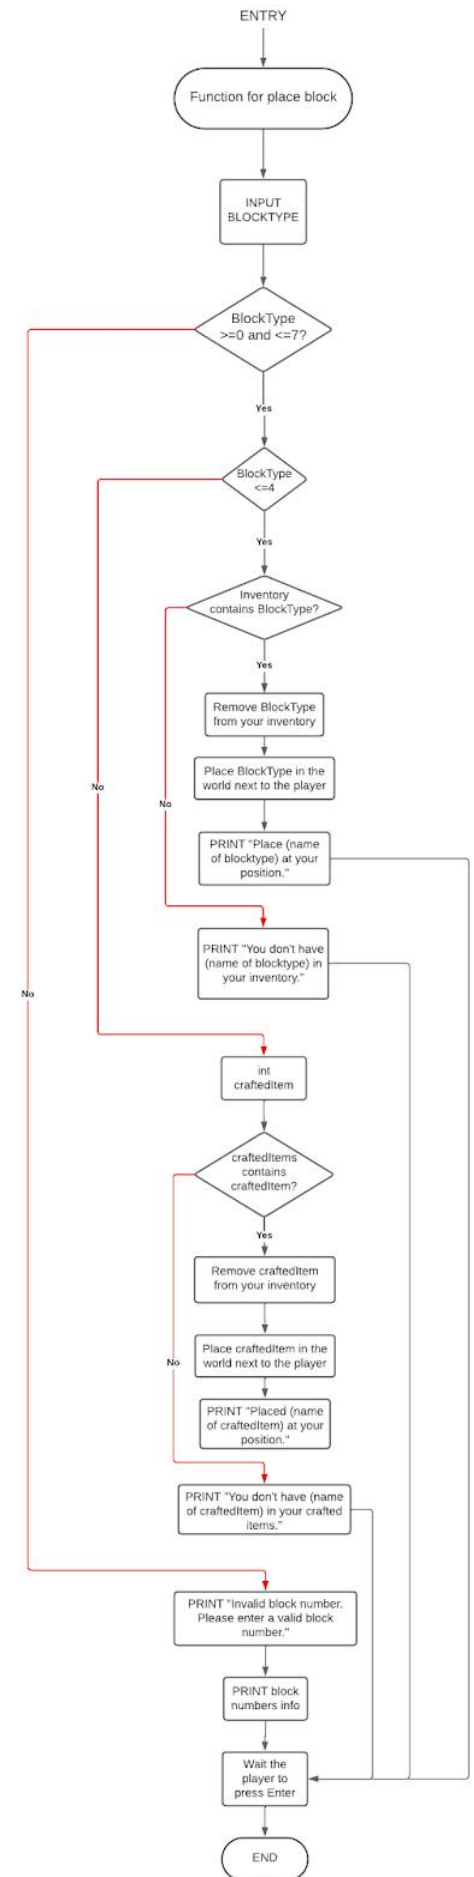 ENTRY
Function for place block
INPUT
BLOCKTYPE
BlockType
>=0 and <=7?
Yes
BlockType
<=4
Yes
Inventory
contains BlockType?
Yes
Remove BlockType
from your inventory
Place BlockType in the
world next to the player
No
No
PRINT "Place (name
of blocktype) at your
position."
PRINT "You don't have
(name of blocktype) in
your inventory."
No
int
craftedItem
craftedItems
contains
craftedItem?
Yes
Remove craftedItem
from your inventory
Place craftedItem in the
world next to the player
No
PRINT "Placed (name
of craftedItem) at your
position."
PRINT "You don't have (name
of craftedItem) in your crafted
items."
PRINT "Invalid block number.
Please enter a valid block
number."
PRINT block
numbers info
Wait the
player to
press Enter
END